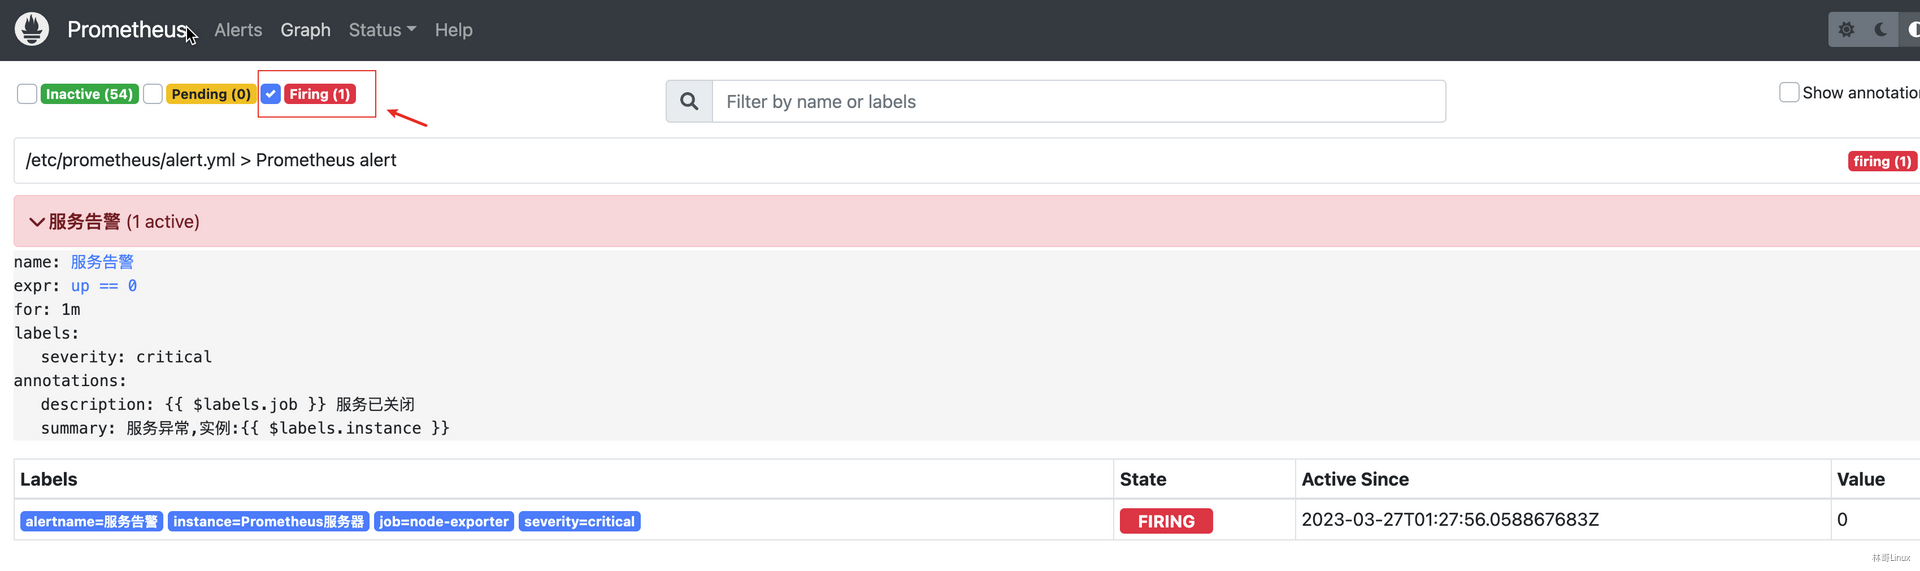 Prometheus Alerts Graph Status Help
Inactive (54) Pending (0) Firing (1) Filter by name or labels Show annotatio
/etc/prometheus/alert.yml > Prometheus alert firing (1)
服务告警 (1 active)
name: 服务告警
expr: up == 0
for: 1m
labels:
severity: critical
annotations:
description: {{ $labels.job }} 服务已关闭
summary: 服务异常,实例:{{ $labels.instance }}
Labels State Active Since Value
alertname=服务告警 instance=Prometheus服务器 job=node-exporter severity=critical FIRING 2023-03-27T01:27:56.058867683Z 0
林哥Linux